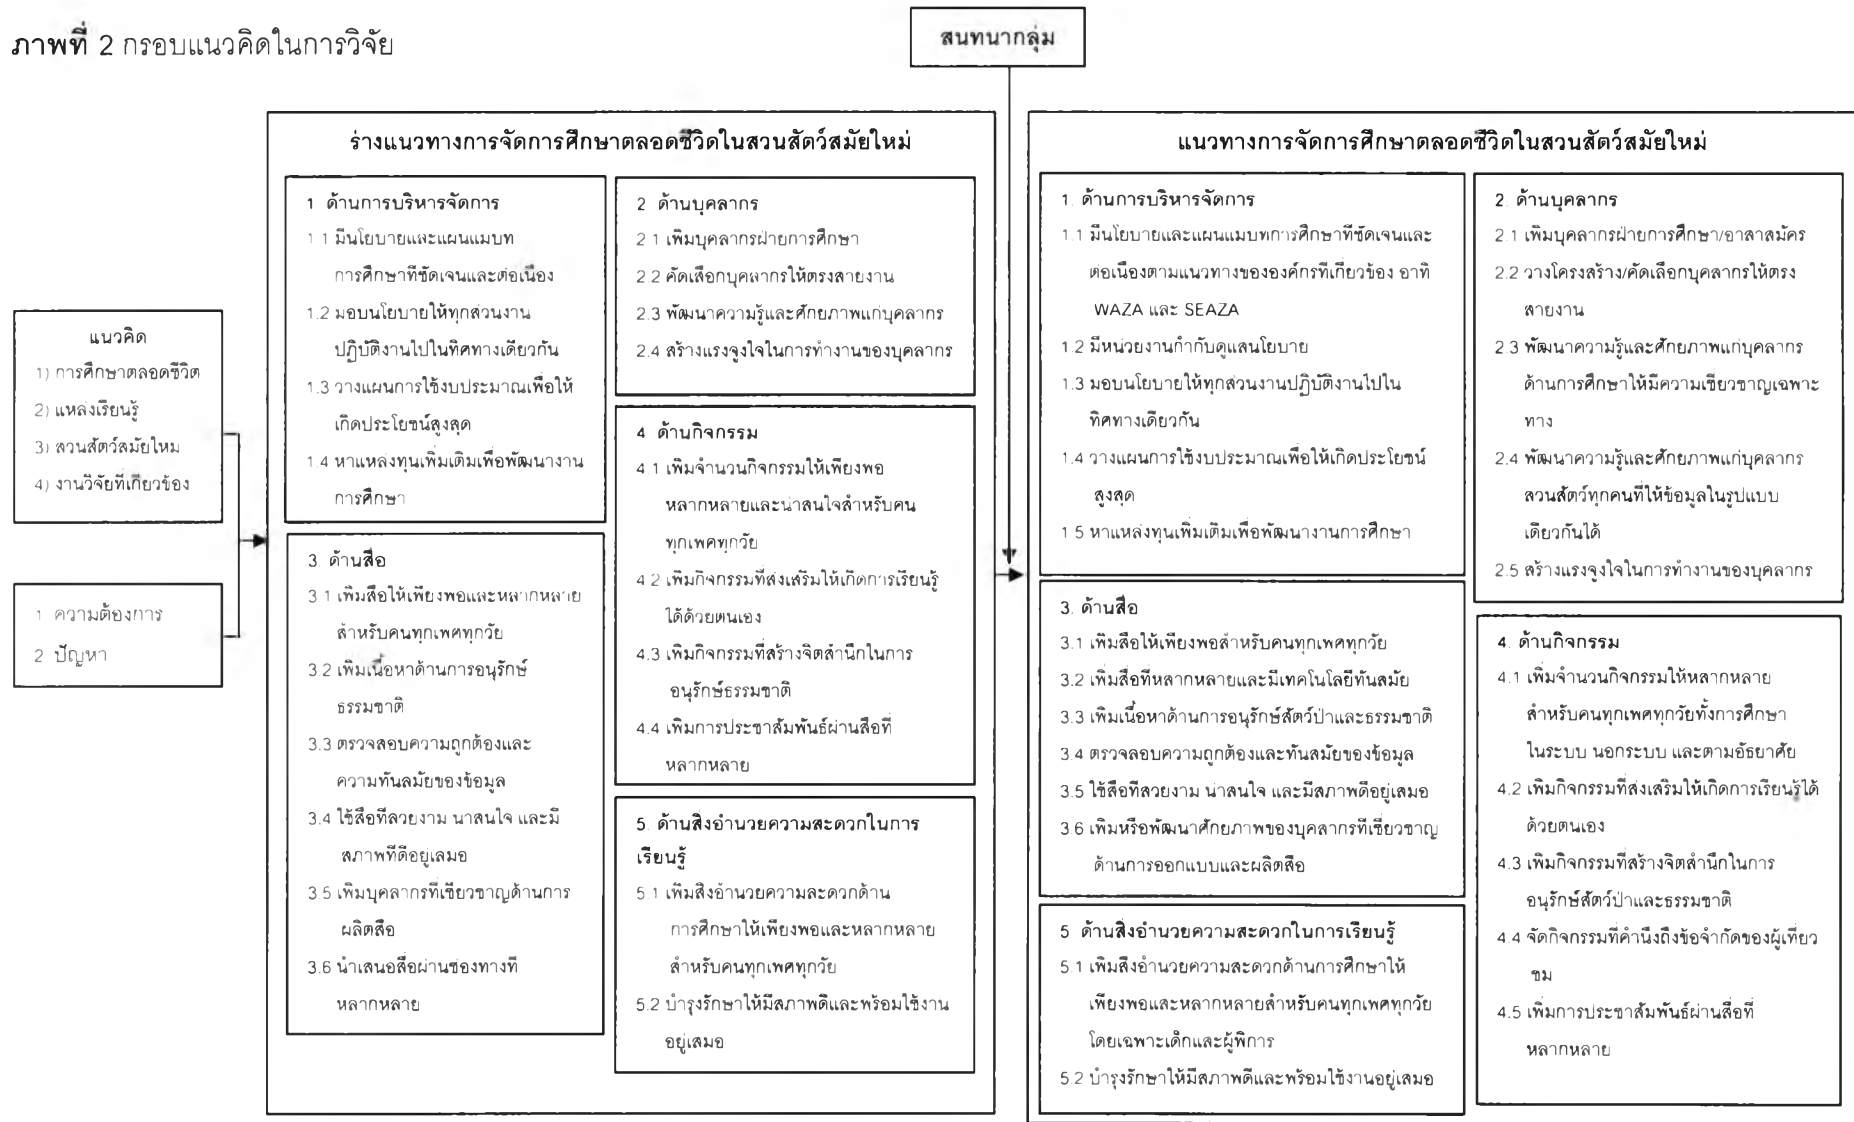 ภาพที่ 2 กรอบแนวคิดในการวิจัย
สนทนากลุ่ม
แนวคิด
1) การศึกษาตลอดชีวิต
2) แหล่งเรียนรู้
3) สวนสัตว์สมัยใหม่
4) งานวิจัยที่เกี่ยวข้อง
1 ความต้องการ
2 ปัญหา
ร่างแนวทางการจัดการศึกษาตลอดชีวิตในสวนสัตว์สมัยใหม่
1 ด้านการบริหารจัดการ
1.1 มีนโยบายและแผนแม่บท
การศึกษาที่ชัดเจนและต่อเนื่อง
1.2 มอบนโยบายให้ทุกส่วนงาน
ปฏิบัติงานไปในทิศทางเดียวกัน
1.3 วางแผนการใช้งบประมาณเพื่อให้
เกิดประโยชน์สูงสุด
1.4 หาแหล่งทุนเพิ่มเติมเพื่อพัฒนางาน
การศึกษา
2 ด้านบุคลากร
2.1 เพิ่มบุคลากรฝ่ายการศึกษา
2.2 คัดเลือกบุคลากรให้ตรงสายงาน
2.3 พัฒนาความรู้และศักยภาพแก่บุคลากร
2.4 สร้างแรงจูงใจในการทำงานของบุคลากร
3. ด้านสื่อ
3.1 เพิ่มสื่อให้เพียงพอและหลากหลาย
สำหรับคนทุกเพศทุกวัย
3.2 เพิ่มเนื้อหาด้านการอนุรักษ์
ธรรมชาติ
3.3 ตรวจสอบความถูกต้องและ
ความทันสมัยของข้อมูล
3.4 ใช้สื่อที่สวยงาม น่าสนใจ และมี
สภาพที่ดีอยู่เสมอ
3.5 เพิ่มบุคลากรที่เชี่ยวชาญด้านการ
ผลิตสื่อ
3.6 นำเสนอสื่อผ่านช่องทางที่
หลากหลาย
4 ด้านกิจกรรม
4.1 เพิ่มจำนวนกิจกรรมให้เพียงพอ
หลากหลายและน่าสนใจสำหรับคน
ทุกเพศทุกวัย
4.2 เพิ่มกิจกรรมที่ส่งเสริมให้เกิดการเรียนรู้
ได้ด้วยตนเอง
4.3 เพิ่มกิจกรรมที่สร้างจิตสำนึกในการ
อนุรักษ์ธรรมชาติ
4.4 เพิ่มการประชาสัมพันธ์ผ่านสื่อที่
หลากหลาย
5. ด้านสิ่งอำนวยความสะดวกในการ
เรียนรู้
5.1 เพิ่มสิ่งอำนวยความสะดวกด้าน
การศึกษาให้เพียงพอและหลากหลาย
สำหรับคนทุกเพศทุกวัย
5.2 บำรุงรักษาให้มีสภาพดีและพร้อมใช้งาน
อยู่เสมอ
แนวทางการจัดการศึกษาตลอดชีวิตในสวนสัตว์สมัยใหม่
1. ด้านการบริหารจัดการ
1.1 มีนโยบายและแผนแม่บทการศึกษาที่ชัดเจนและ
ต่อเนื่องตามแนวทางขององค์กรที่เกี่ยวข้อง อาทิ
WAZA และ SEAZA
1.2 มีหน่วยงานกำกับดูแลนโยบาย
1.3 มอบนโยบายให้ทุกส่วนงานปฏิบัติงานไปใน
ทิศทางเดียวกัน
1.4 วางแผนการใช้งบประมาณเพื่อให้เกิดประโยชน์
สูงสุด
1.5 หาแหล่งทุนเพิ่มเติมเพื่อพัฒนางานการศึกษา
2. ด้านบุคลากร
2.1 เพิ่มบุคลากรฝ่ายการศึกษา/อาสาสมัคร
2.2 วางโครงสร้าง/คัดเลือกบุคลากรให้ตรง
สายงาน
2.3 พัฒนาความรู้และศักยภาพแก่บุคลากร
ด้านการศึกษาให้มีความเชี่ยวชาญเฉพาะ
ทาง
2.4 พัฒนาความรู้และศักยภาพแก่บุคลากร
สวนสัตว์ทุกคนที่ให้ข้อมูลในรูปแบบ
เดียวกันได้
2.5 สร้างแรงจูงใจในการทำงานของบุคลากร
3. ด้านสื่อ
3.1 เพิ่มสื่อให้เพียงพอสำหรับคนทุกเพศทุกวัย
3.2 เพิ่มสื่อที่หลากหลายและมีเทคโนโลยีทันสมัย
3.3 เพิ่มเนื้อหาด้านการอนุรักษ์สัตว์ป่าและธรรมชาติ
3.4 ตรวจสอบความถูกต้องและทันสมัยของข้อมูล
3.5 ใช้สื่อที่สวยงาม น่าสนใจ และมีสภาพดีอยู่เสมอ
3.6 เพิ่มหรือพัฒนาศักยภาพของบุคลากรที่เชี่ยวชาญ
ด้านการออกแบบและผลิตสื่อ
4. ด้านกิจกรรม
4.1 เพิ่มจำนวนกิจกรรมให้หลากหลาย
สำหรับคนทุกเพศทุกวัยทั้งการศึกษา
ในระบบ นอกระบบ และตามอัธยาศัย
4.2 เพิ่มกิจกรรมที่ส่งเสริมให้เกิดการเรียนรู้ได้
ด้วยตนเอง
4.3 เพิ่มกิจกรรมที่สร้างจิตสำนึกในการ
อนุรักษ์สัตว์ป่าและธรรมชาติ
4.4 จัดกิจกรรมที่คำนึงถึงข้อจำกัดของผู้เที่ยว
ชม
4.5 เพิ่มการประชาสัมพันธ์ผ่านสื่อที่
หลากหลาย
5 ด้านสิ่งอำนวยความสะดวกในการเรียนรู้
5.1 เพิ่มสิ่งอำนวยความสะดวกด้านการศึกษาให้
เพียงพอและหลากหลายสำหรับคนทุกเพศทุกวัย
โดยเฉพาะเด็กและผู้พิการ
5.2 บำรุงรักษาให้มีสภาพดีและพร้อมใช้งานอยู่เสมอ